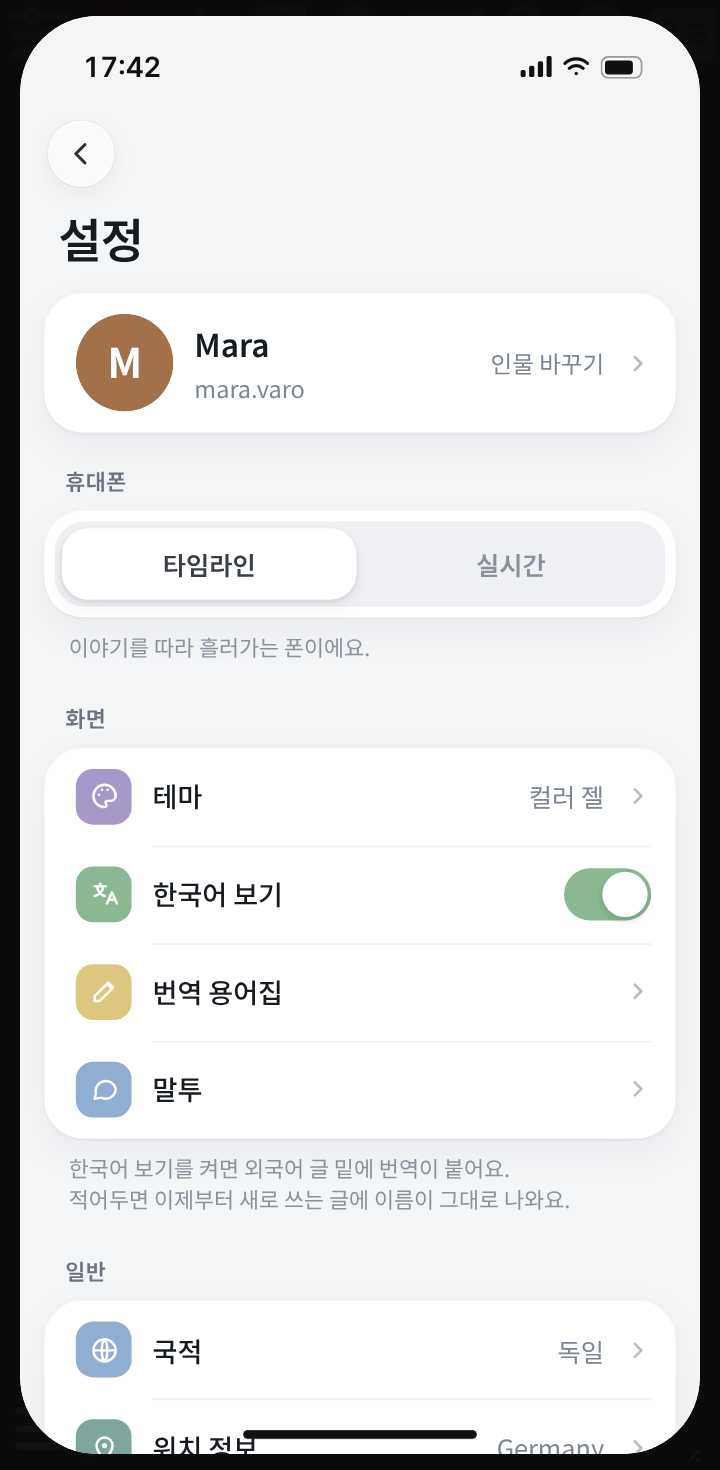 17:42
설정
M
Mara
mara.varo
인물 바꾸기
휴대폰
타임라인
실시간
이야기를 따라 흘러가는 폰이에요.
화면
테마
컬러 젤
한국어 보기
번역 용어집
말투
한국어 보기를 켜면 외국어 글 밑에 번역이 붙어요.
적어두면 이제부터 새로 쓰는 글에 이름이 그대로 나와요.
일반
국적
독일
위치 정보
Germany